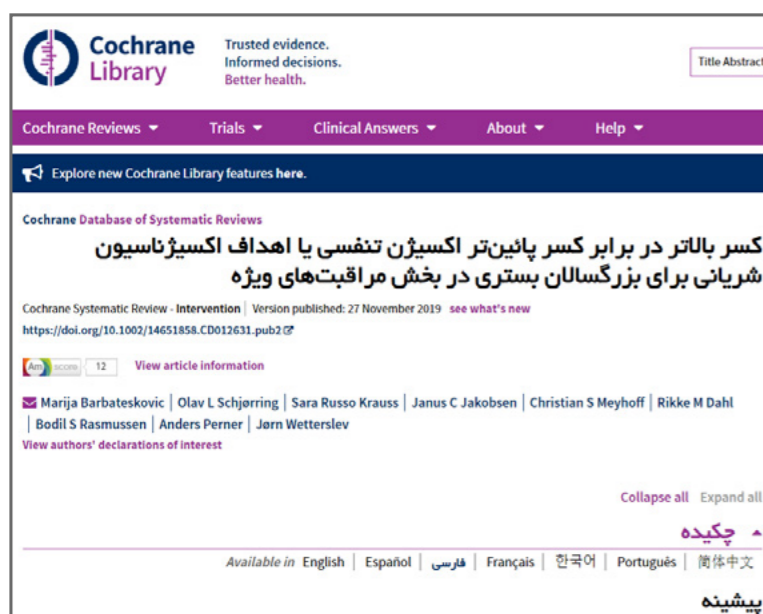 Cochrane
Library
Trusted evidence.
Informed decisions.
Better health.
Title Abstract
Cochrane Reviews
Trials
Clinical Answers
About
Help
Explore new Cochrane Library features here.
Cochrane Database of Systematic Reviews
کسر بالاتر در برابر کسر پائین‌تر اکسیژن تنفسی یا اهداف اکسیژناسیون
شریانی برای بزرگسالان بستری در بخش مراقبت‌های ویژه
Cochrane Systematic Review - Intervention | Version published: 27 November 2019 see what's new
https://doi.org/10.1002/14651858.CD012631.pub2
Am score 12 View article information
Marija Barbateskovic | Olav L Schjørring | Sara Russo Krauss | Janus C Jakobsen | Christian S Meyhoff | Rikke M Dahl
| Bodil S Rasmussen | Anders Perner | Jørn Wetterslev
View authors' declarations of interest
Collapse all Expand all
چکیده
Available in English | Español | فارسی | Français | 한국어 | Português | 简体中文
پیشینه